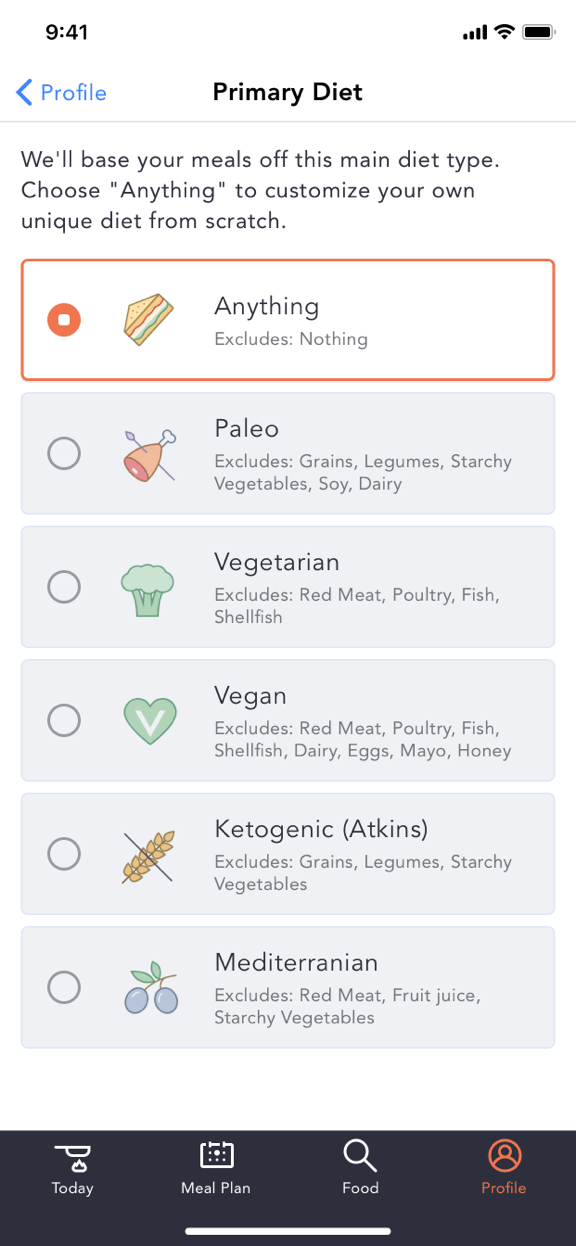 9:41
Profile
Primary Diet
We'll base your meals off this main diet type.
Choose "Anything" to customize your own
unique diet from scratch.
Anything
Excludes: Nothing
Paleo
Excludes: Grains, Legumes, Starchy
Vegetables, Soy, Dairy
Vegetarian
Excludes: Red Meat, Poultry, Fish,
Shellfish
V
Vegan
Excludes: Red Meat, Poultry, Fish,
Shellfish, Dairy, Eggs, Mayo, Honey
Ketogenic (Atkins)
Excludes: Grains, Legumes, Starchy
Vegetables
Mediterranian
Excludes: Red Meat, Fruit juice,
Starchy Vegetables
Today
Meal Plan
Food
Profile